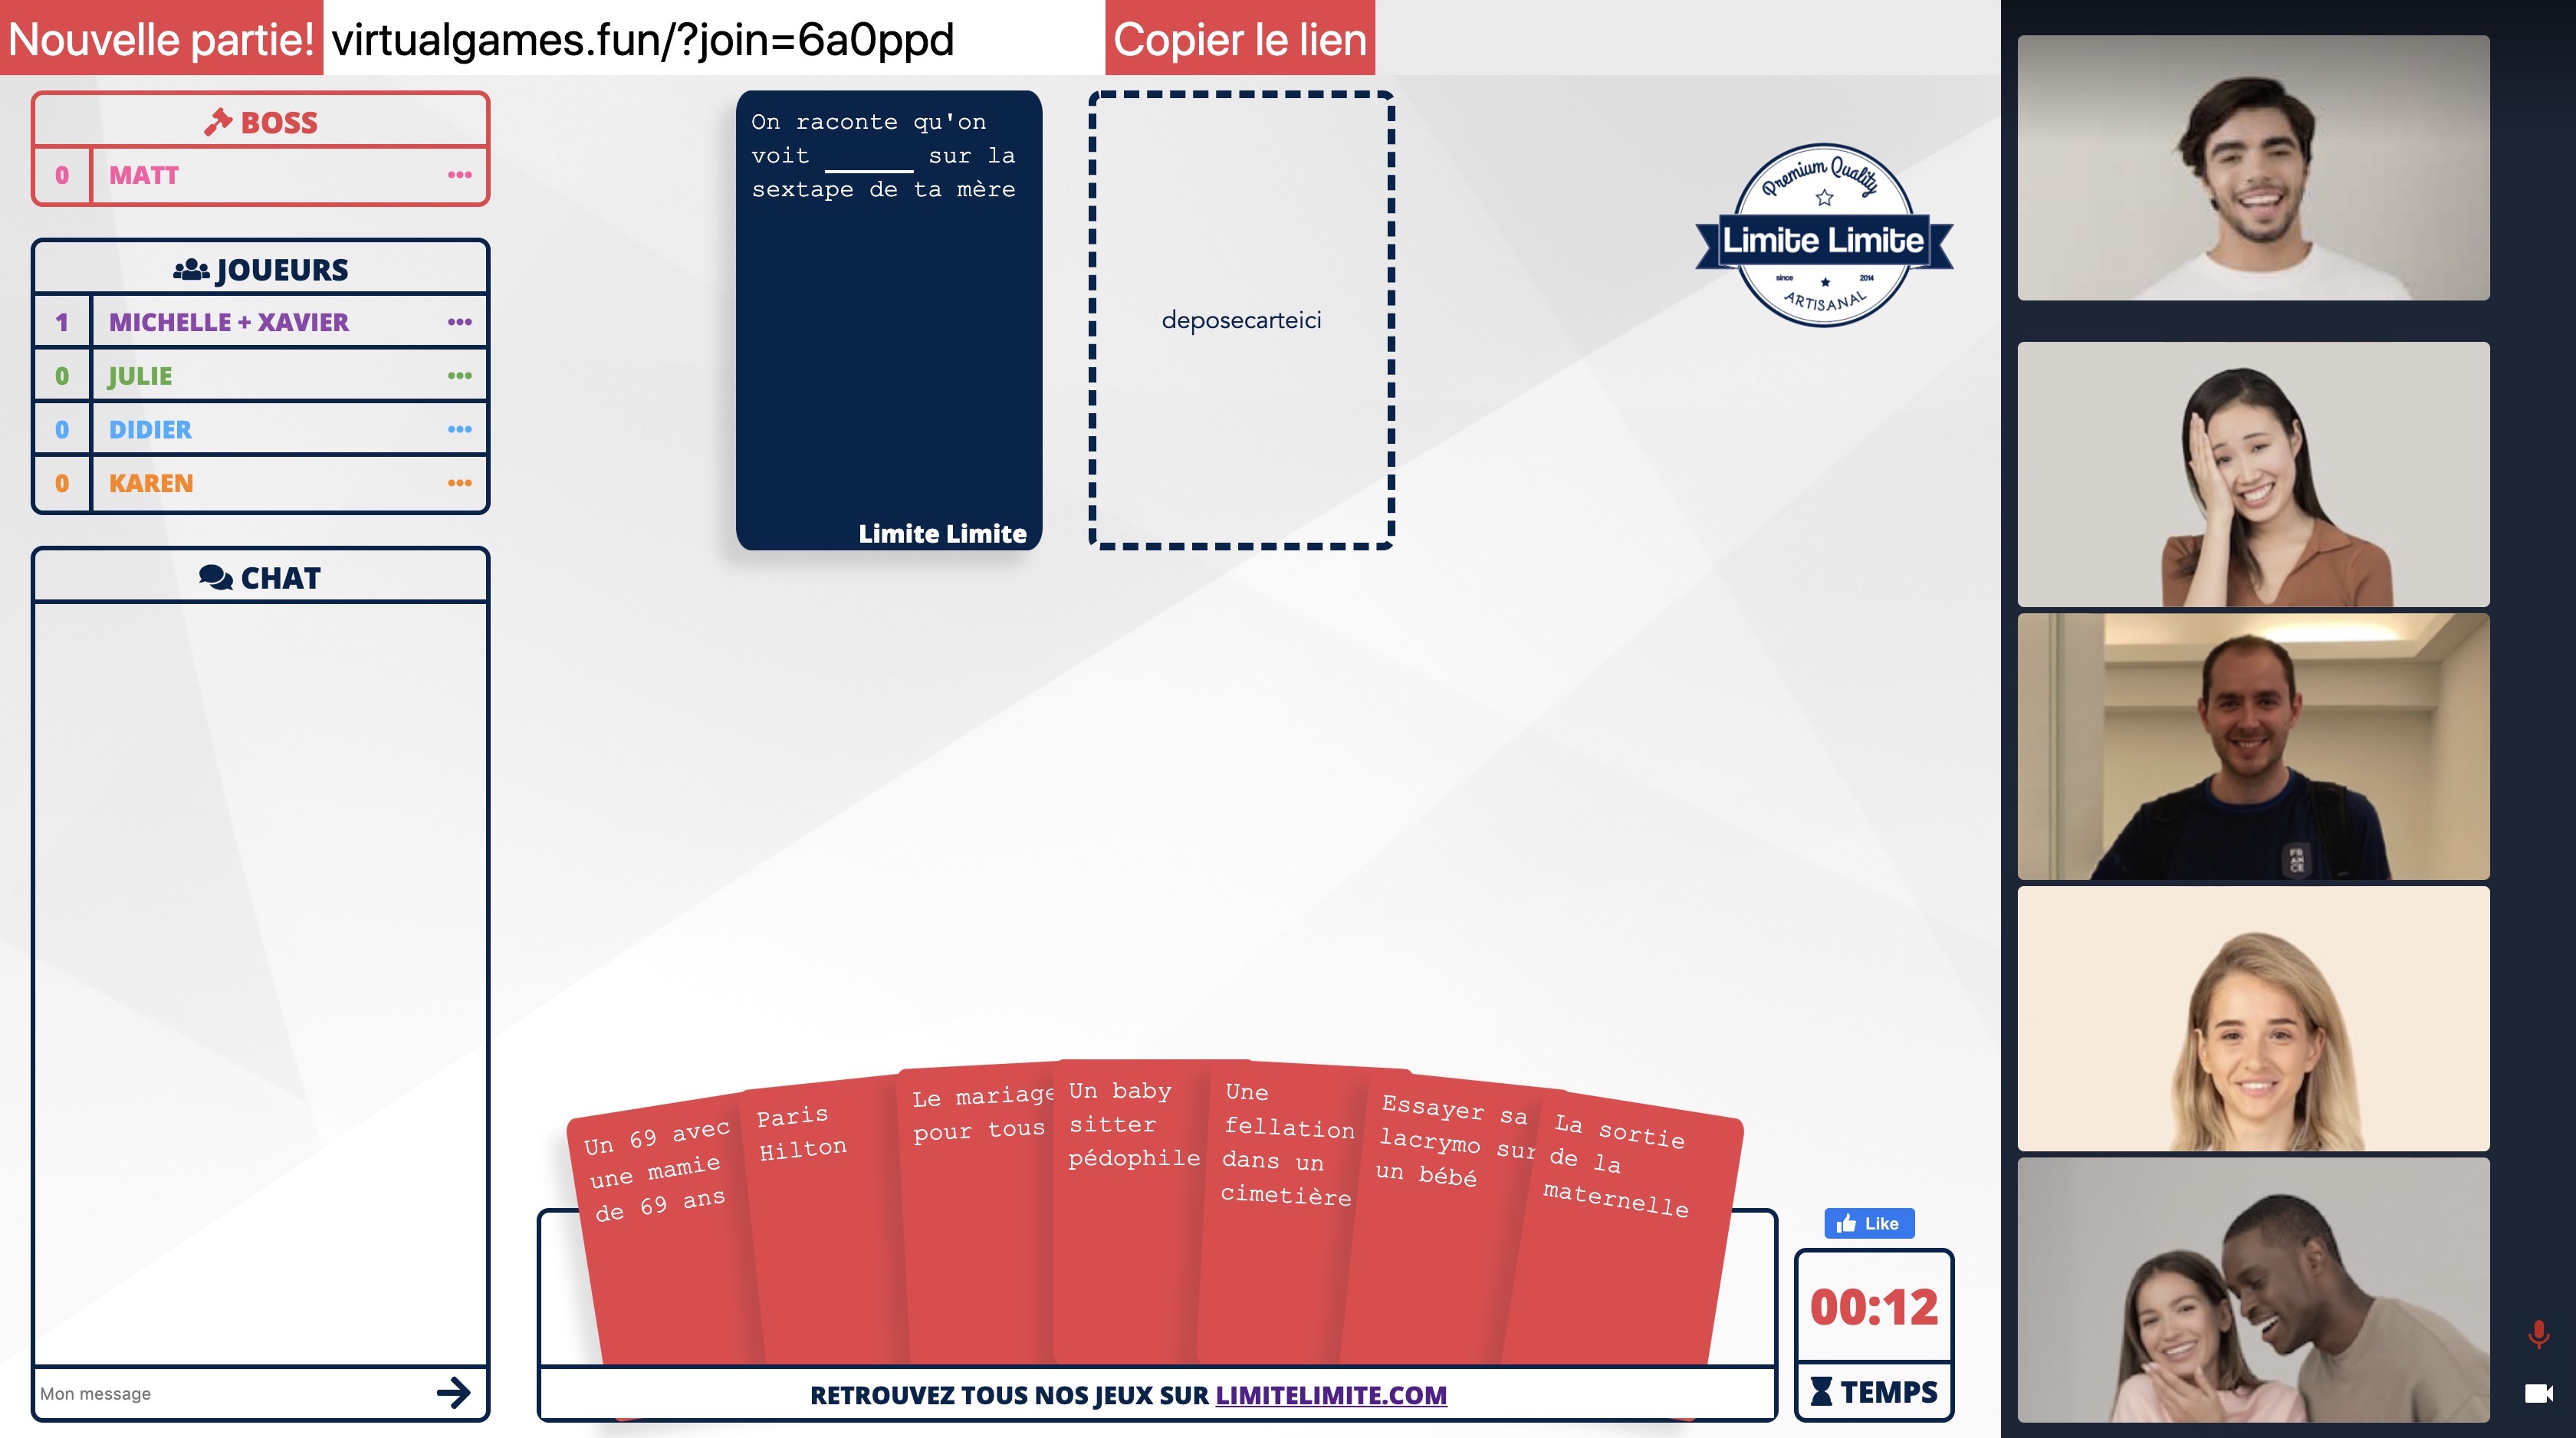 Nouvelle partie! virtualgames.fun/?join=6a0ppd Copier le lien
BOSS
0 MATT
JOUEURS
1 MICHELLE + XAVIER
0 JULIE
0 DIDIER
0 KAREN
CHAT
Mon message
On raconte qu'on
voit ______ sur la
sextape de ta mère
Limite Limite
deposecarteici
Premium Quality
Limite Limite
since 2014
ARTISANAL
Un 69 avec
une mamie
de 69 ans
Paris
Hilton
Le mariage
pour tous
Un baby
sitter
pédophile
Une
fellation
dans un
cimetière
Essayer sa
lacrymo sur
un bébé
La sortie
de la
maternelle
RETROUVEZ TOUS NOS JEUX SUR LIMITELIMITE.COM
Like
00:12
TEMPS
FR
AN
CE